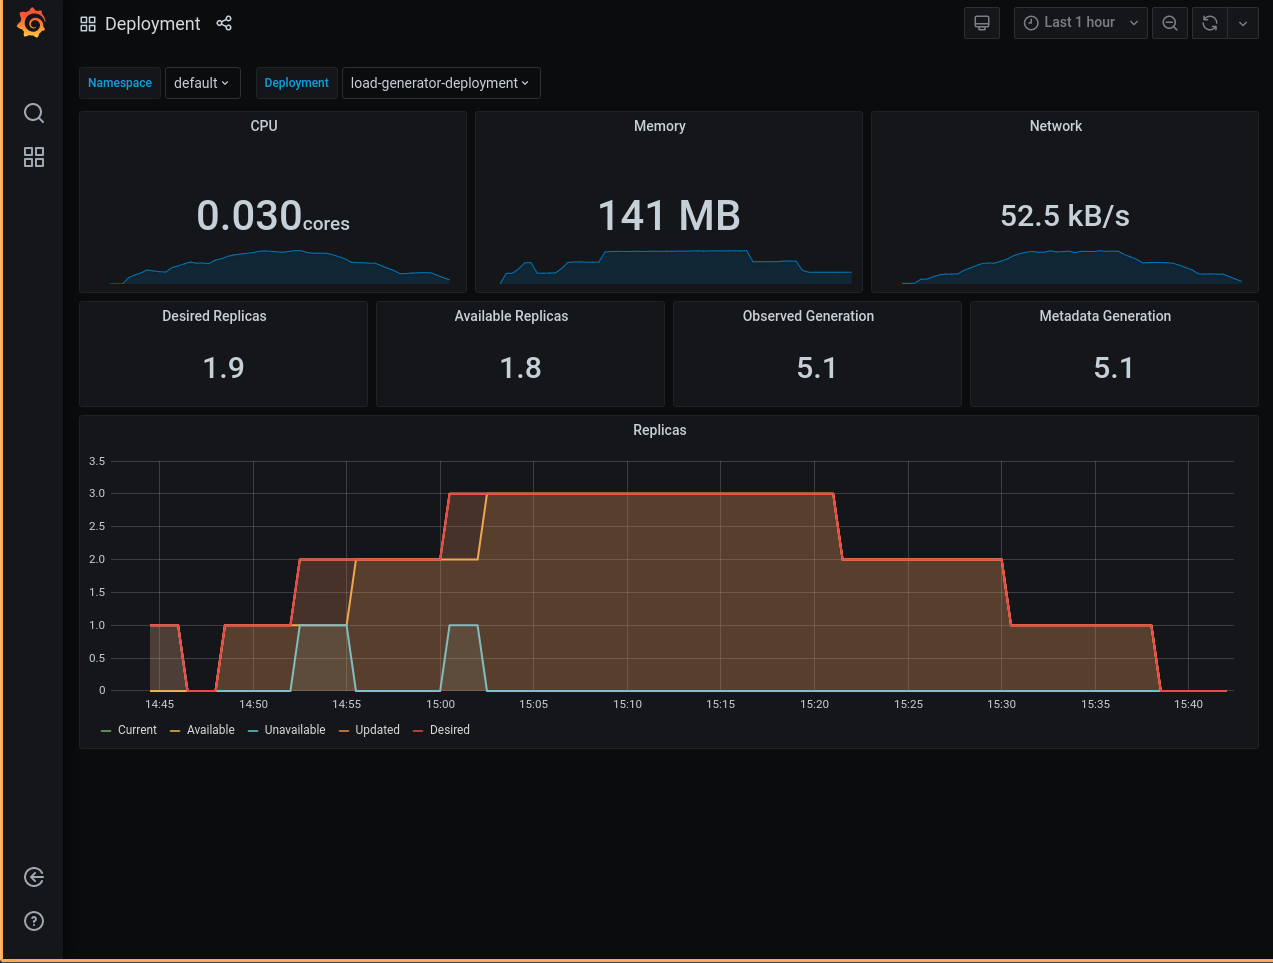 Deployment
Last 1 hour
Namespace default Deployment load-generator-deployment
CPU Memory Network
0.030cores 141 MB 52.5 kB/s
Desired Replicas Available Replicas Observed Generation Metadata Generation
1.9 1.8 5.1 5.1
Replicas
3.5
3.0
2.5
2.0
1.5
1.0
0.5
0
14:45 14:50 14:55 15:00 15:05 15:10 15:15 15:20 15:25 15:30 15:35 15:40
Current Available Unavailable Updated Desired